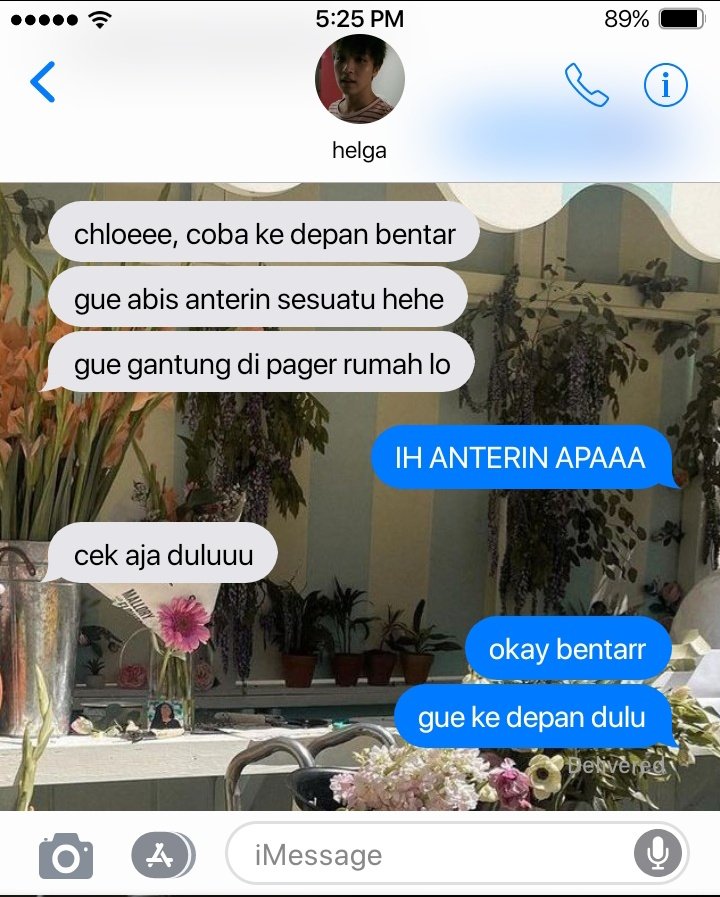 5:25 PM
89%
helga
chloeee, coba ke depan bentar
gue abis anterin sesuatu hehe
gue gantung di pager rumah lo
IH ANTERIN APAAA
cek aja duluuu
MALLORY
okay bentarr
gue ke depan dulu
Delivered
iMessage